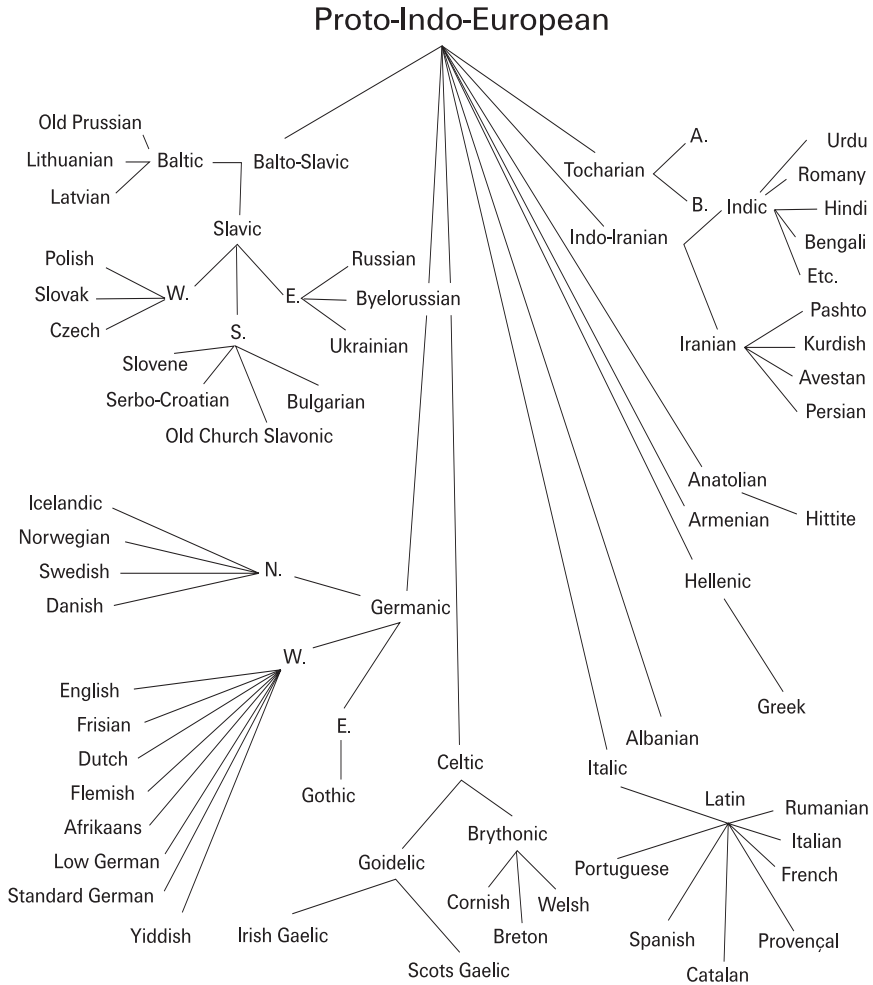 Proto-Indo-European
Old Prussian
Lithuanian
Latvian
Baltic
Balto-Slavic
Slavic
Polish
Slovak
Czech
W.
S.
E.
Russian
Byelorussian
Ukrainian
Slovene
Serbo-Croatian
Old Church Slavonic
Bulgarian
Tocharian
A.
B.
Indo-Iranian
Indic
Urdu
Romany
Hindi
Bengali
Etc.
Iranian
Pashto
Kurdish
Avestan
Persian
Anatolian
Hittite
Armenian
Hellenic
Greek
Icelandic
Norwegian
Swedish
Danish
N.
Germanic
W.
English
Frisian
Dutch
Flemish
Afrikaans
Low German
Standard German
Yiddish
E.
Gothic
Celtic
Goidelic
Irish Gaelic
Scots Gaelic
Brythonic
Cornish
Breton
Welsh
Albanian
Italic
Latin
Rumanian
Italian
French
Provençal
Catalan
Spanish
Portuguese